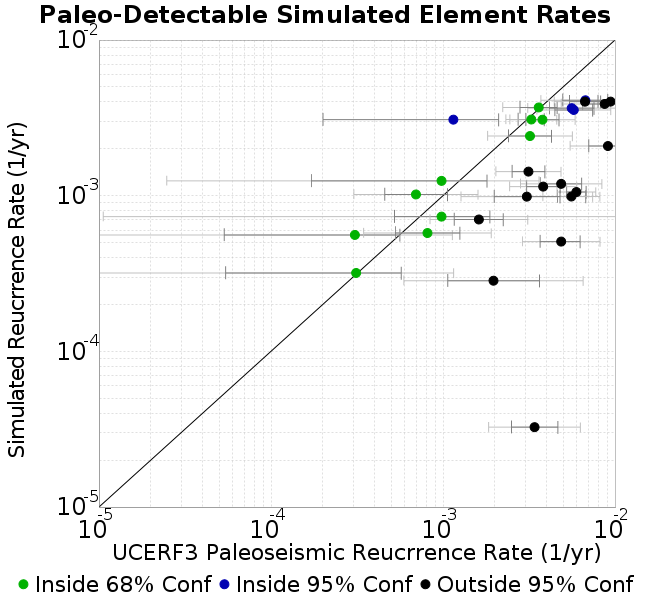 Paleo-Detectable Simulated Element Rates
10-2
10-3
10-4
10-5
Simulated Reucrrence Rate (1/yr)
10-5 10-4 10-3 10-2
UCERF3 Paleoseismic Reucrrence Rate (1/yr)
Inside 68% Conf Inside 95% Conf Outside 95% Conf